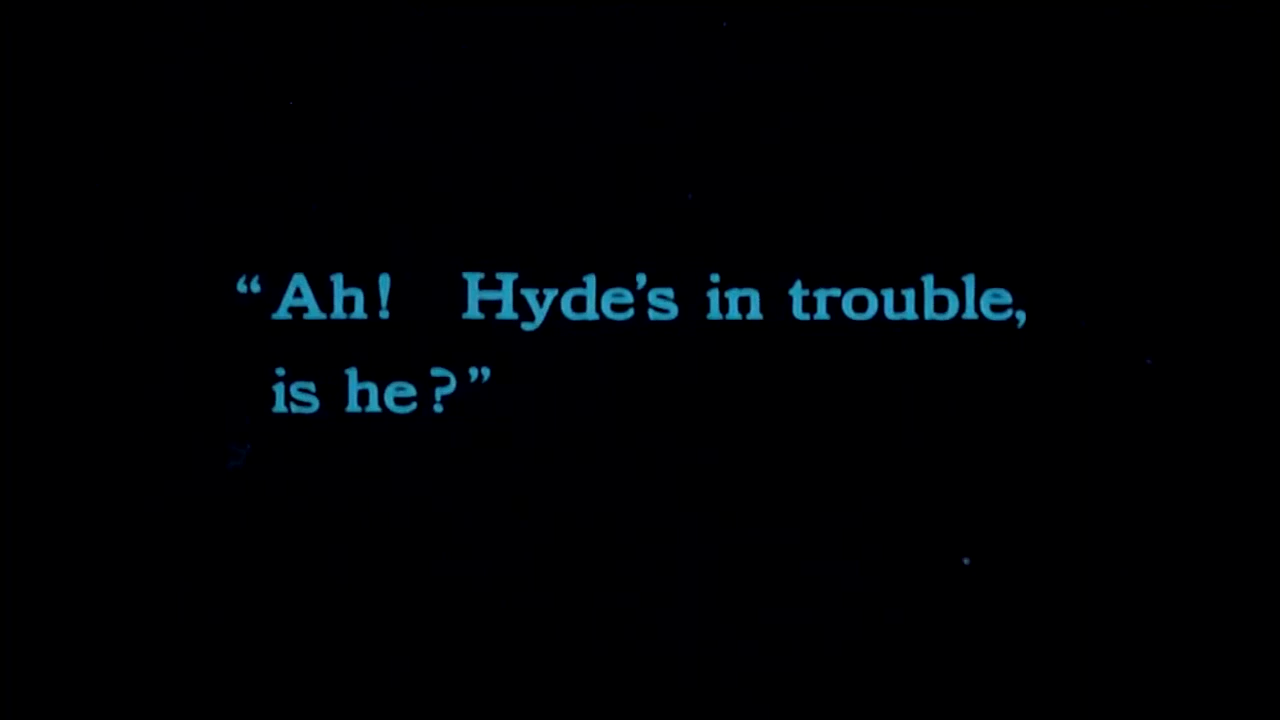 “Ah! Hyde’s in trouble,
is he?”